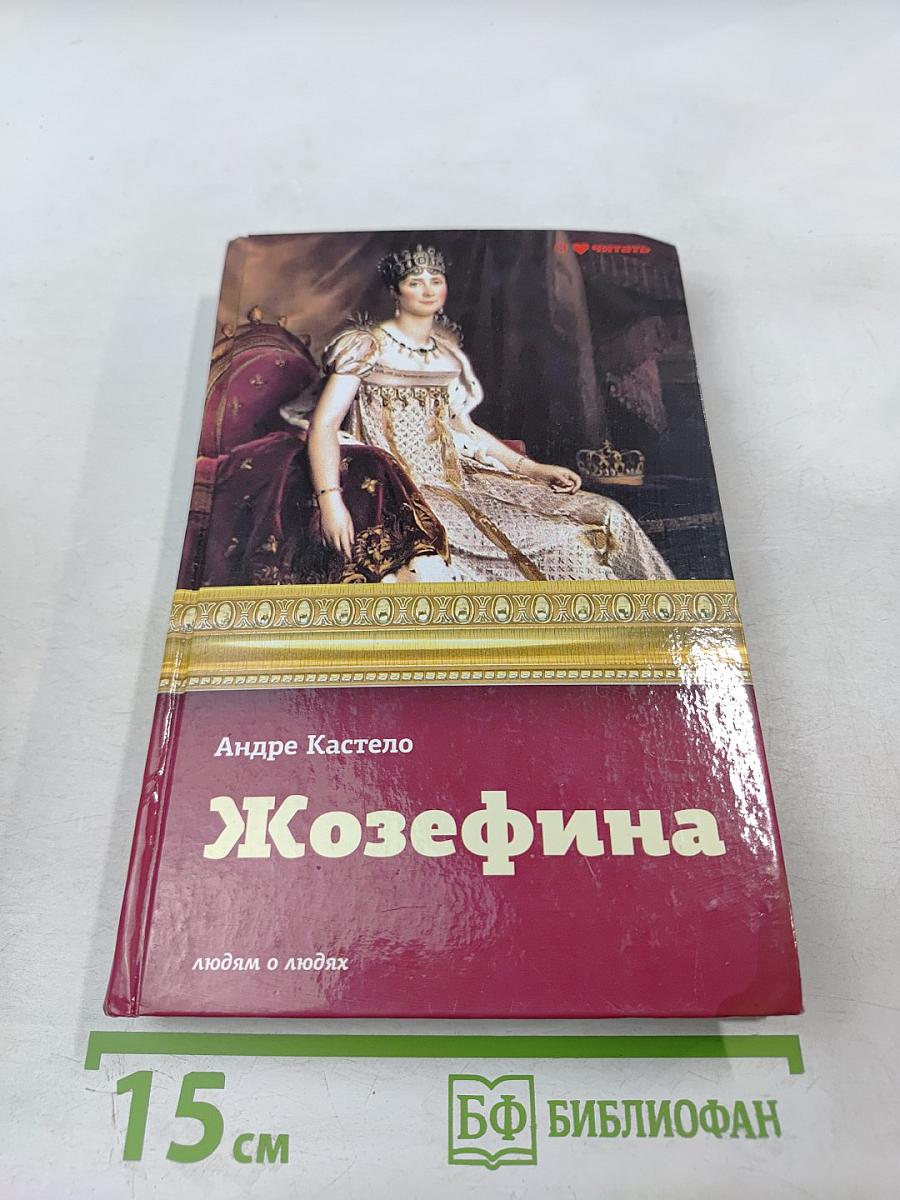 Я ❤ читать
Андре Кастело
Жозефина
людям о людях
15 см
БФ БИБЛИОФАН